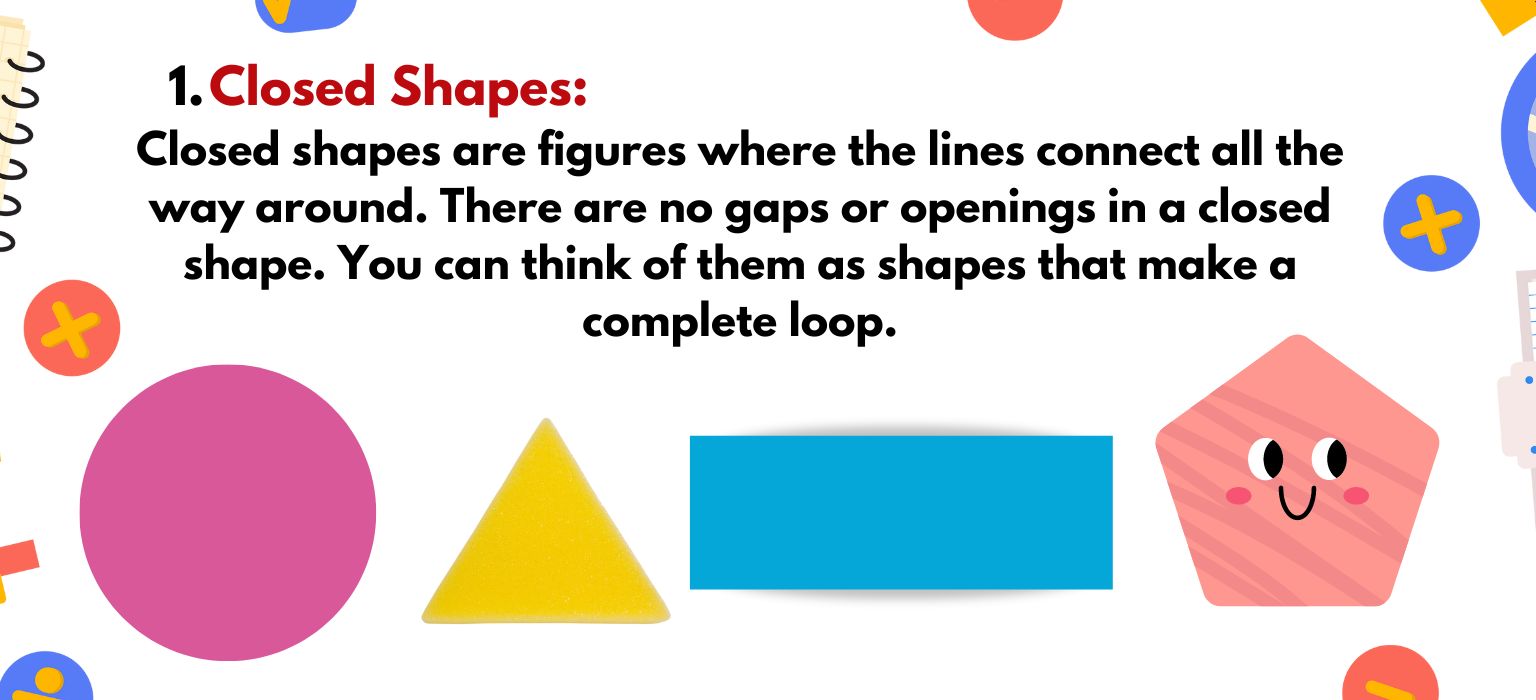 1. Closed Shapes:
Closed shapes are figures where the lines connect all the
way around. There are no gaps or openings in a closed
shape. You can think of them as shapes that make a
complete loop.